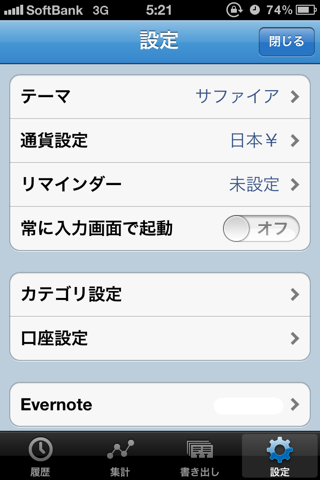 SoftBank 3G 5:21 74%
設定 閉じる
テーマ サファイア
通貨設定 日本¥
リマインダー 未設定
常に入力画面で起動 オフ
カテゴリ設定
口座設定
Evernote
履歴 集計 書き出し 設定